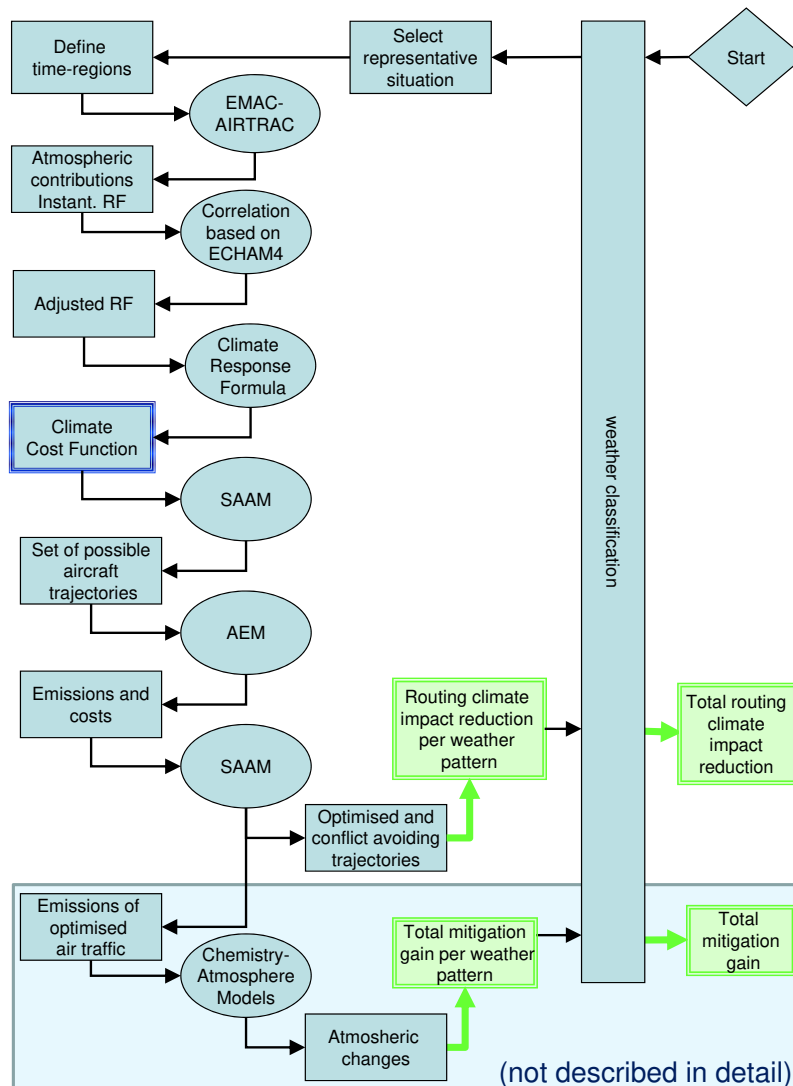 Define
time-regions
Select
representative
situation
Start
EMAC-
AIRTRAC
Atmospheric
contributions
Instant. RF
Correlation
based on
ECHAM4
Adjusted RF
Climate
Response
Formula
Climate
Cost Function
SAAM
weather classification
Set of possible
aircraft
trajectories
AEM
Emissions and
costs
Routing climate
impact reduction
per weather
pattern
Total routing
climate
impact
reduction
SAAM
Optimised and
conflict avoiding
trajectories
Emissions of
optimised
air traffic
Total mitigation
gain per weather
pattern
Total
mitigation
gain
Chemistry-
Atmosphere
Models
Atmosheric
changes
(not described in detail)